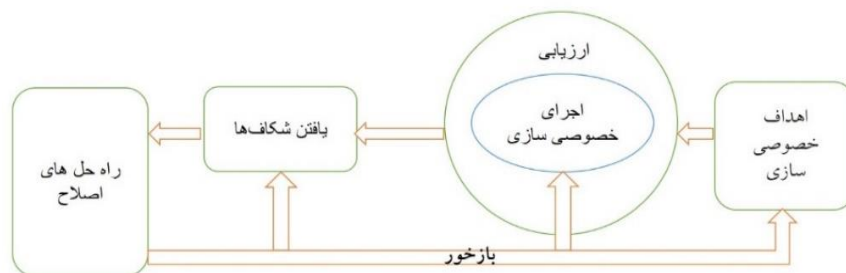 اهداف
خصوصی
سازی
ارزیابی
اجرای
خصوصی سازی
یافتن شکاف‌ها
راه حل های
اصلاح
بازخور